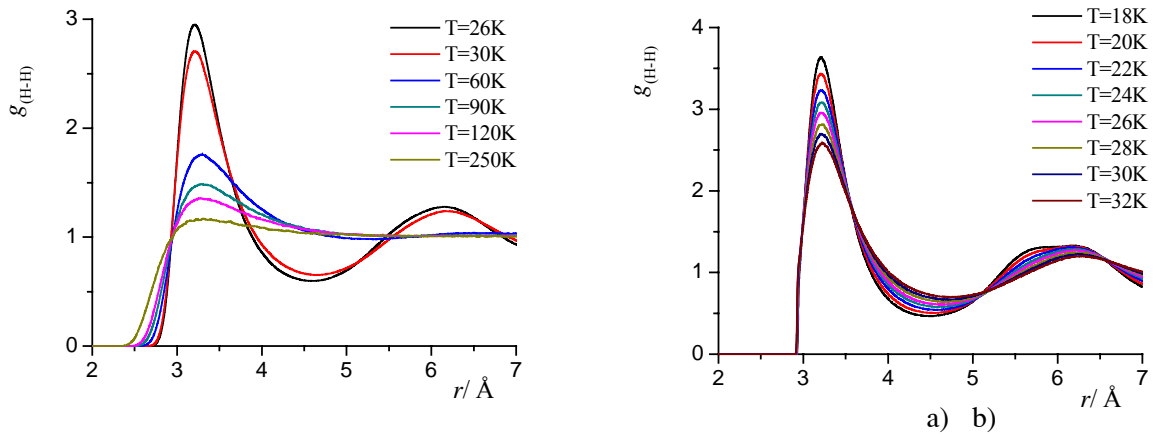 T=26K
T=30K
T=60K
T=90K
T=120K
T=250K
g(H-H)
3
2
1
0
2 3 4 5 6 7
r/ Å
T=18K
T=20K
T=22K
T=24K
T=26K
T=28K
T=30K
T=32K
g(H-H)
4
3
2
1
0
2 3 4 5 6 7
r/ Å
a) b)